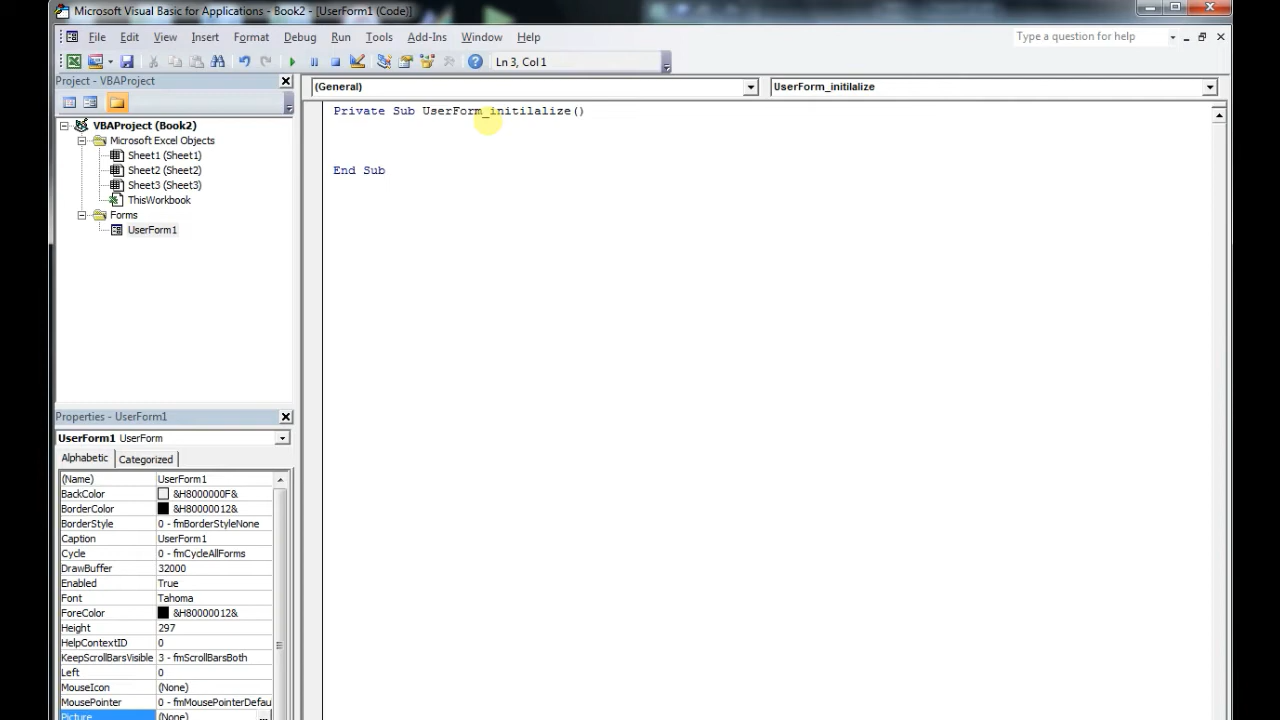 Microsoft Visual Basic for Applications - Book2 - [UserForm1 (Code)]
File Edit View Insert Format Debug Run Tools Add-Ins Window Help
Type a question for help
Ln 3, Col 1
Project - VBAProject
(General)
UserForm_initilalize
Private Sub UserForm_initilalize()
End Sub
VBAProject (Book2)
Microsoft Excel Objects
Sheet1 (Sheet1)
Sheet2 (Sheet2)
Sheet3 (Sheet3)
ThisWorkbook
Forms
UserForm1
Properties - UserForm1
UserForm1 UserForm
Alphabetic Categorized
(Name) UserForm1
BackColor &H8000000F&
BorderColor &H80000012&
BorderStyle 0 - fmBorderStyleNone
Caption UserForm1
Cycle 0 - fmCycleAllForms
DrawBuffer 32000
Enabled True
Font Tahoma
ForeColor &H80000012&
Height 297
HelpContextID 0
KeepScrollBarsVisible 3 - fmScrollBarsBoth
Left 0
MouseIcon (None)
MousePointer 0 - fmMousePointerDefau
Picture (None) ...